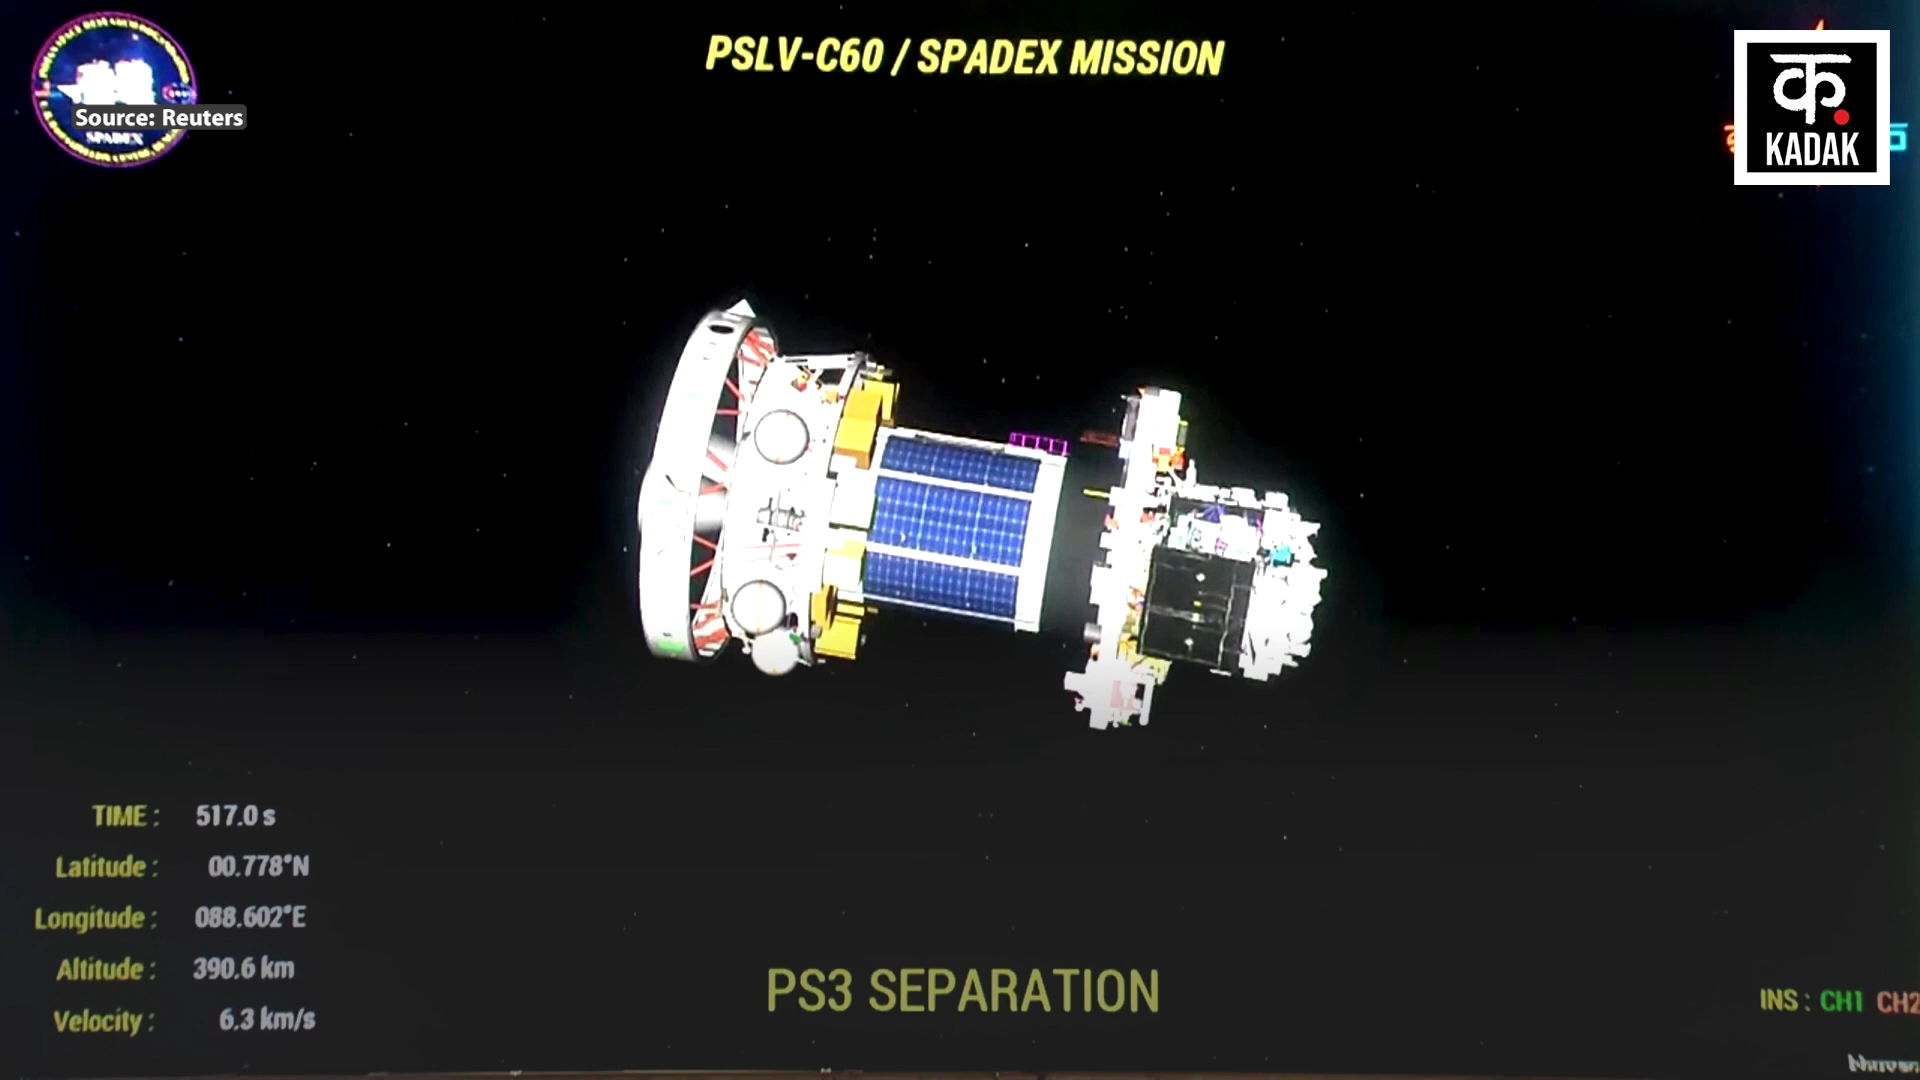 PSLV-C60 / SPADEX MISSION
Source: Reuters
SPADEX
क
KADAK
TIME : 517.0 s
Latitude : 00.778°N
Longitude : 088.602°E
Altitude : 390.6 km
Velocity : 6.3 km/s
PS3 SEPARATION
INS : CH1 CH2